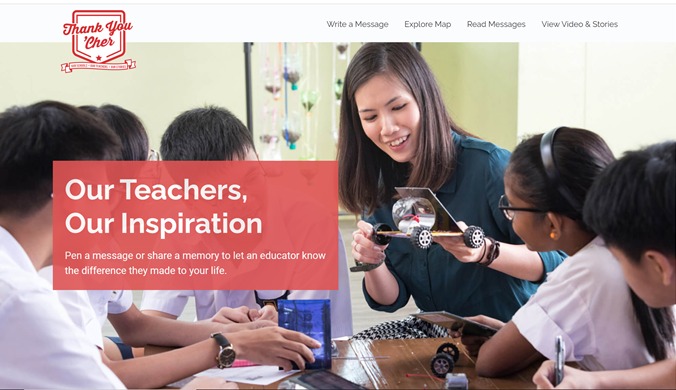 Thank You
'Cher
Write a Message
Explore Map
Read Messages
View Video & Stories
Our Teachers,
Our Inspiration
Pen a message or share a memory to let an educator know
the difference they made to your life.